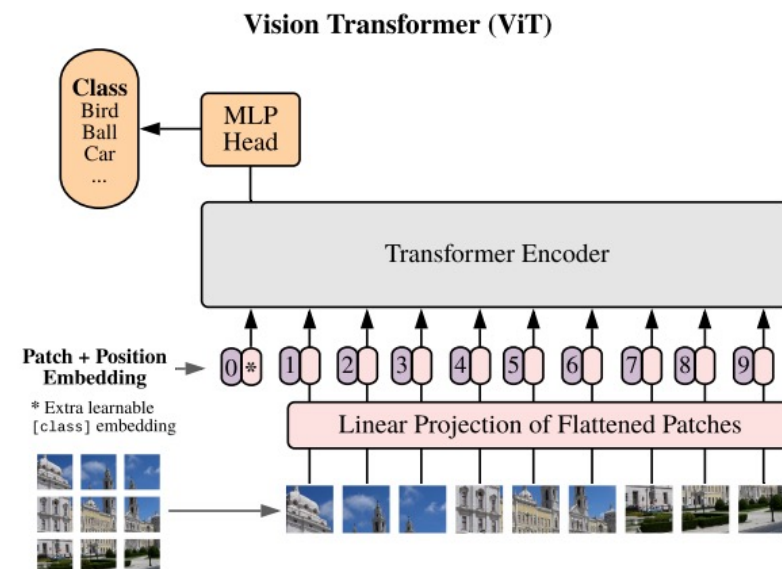 Vision Transformer (ViT)
Class
Bird
Ball
Car
...
MLP
Head
Transformer Encoder
Patch + Position
Embedding
0 * 1 2 3 4 5 6 7 8 9
* Extra learnable
[class] embedding
Linear Projection of Flattened Patches